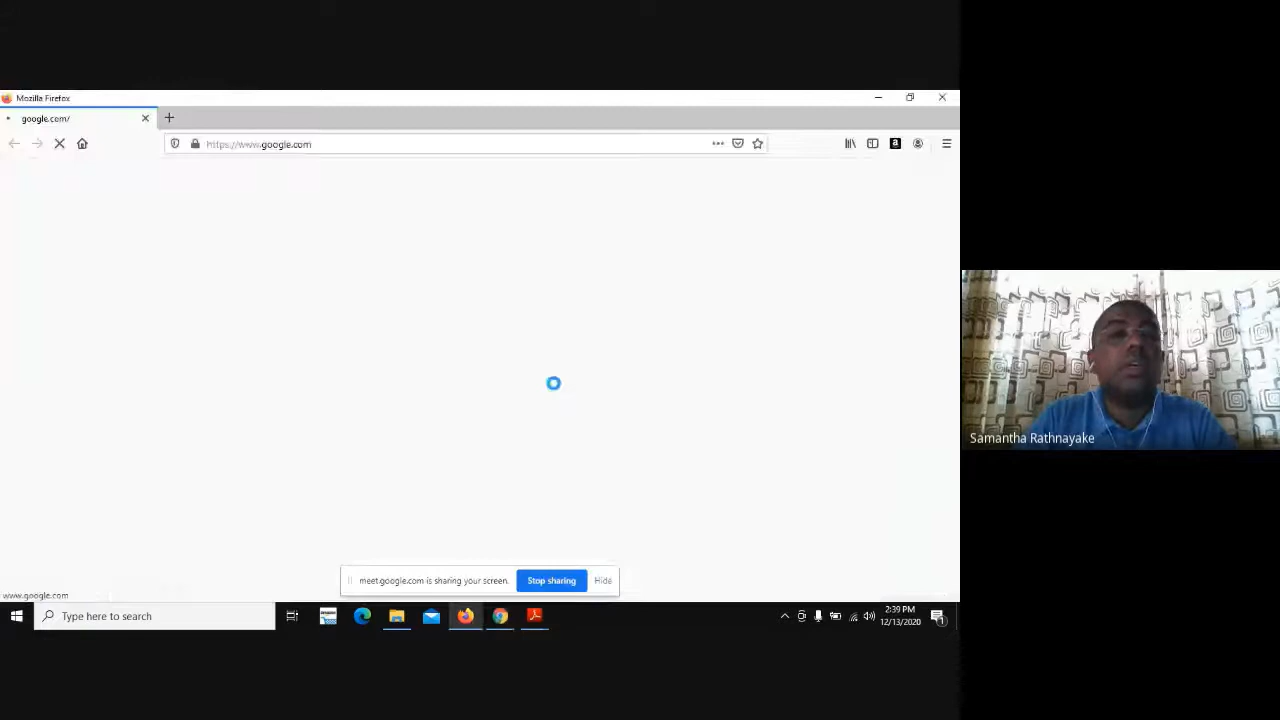 Mozilla Firefox
google.com/
https://www.google.com
a
Samantha Rathnayake
meet.google.com is sharing your screen.
Stop sharing
Hide
www.google.com
Type here to search
2:39 PM
12/13/2020
1